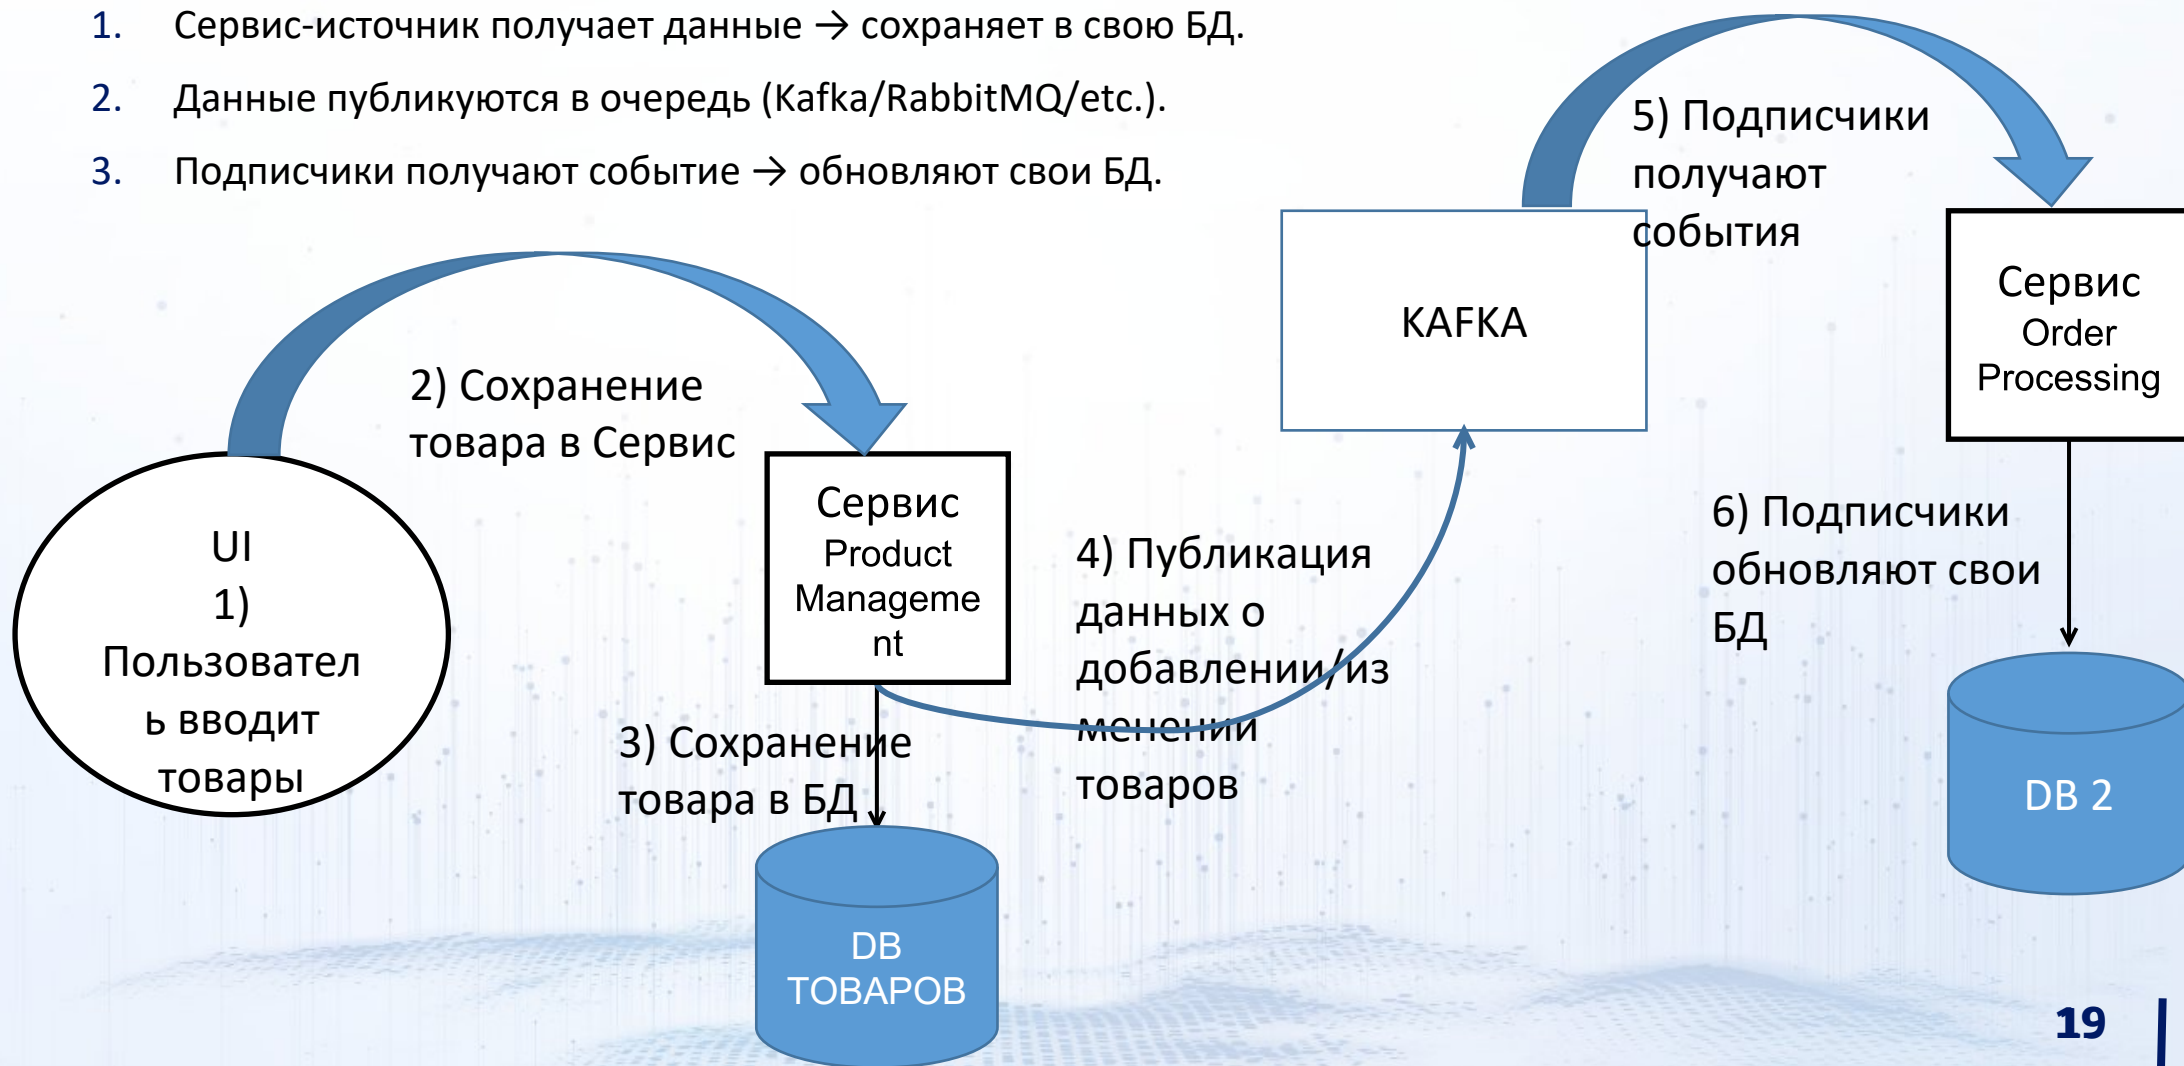 1. Сервис-источник получает данные → сохраняет в свою БД.
2. Данные публикуются в очередь (Kafka/RabbitMQ/etc.).
3. Подписчики получают событие → обновляют свои БД.
5) Подписчики
получают
события
KAFKA
Сервис
Order
Processing
2) Сохранение
товара в Сервис
UI
1)
Пользовател
ь вводит
товары
Сервис
Product
Manageme
nt
4) Публикация
данных о
добавлении/из
менении
товаров
6) Подписчики
обновляют свои
БД
3) Сохранение
товара в БД
DB 2
DB
ТОВАРОВ
19